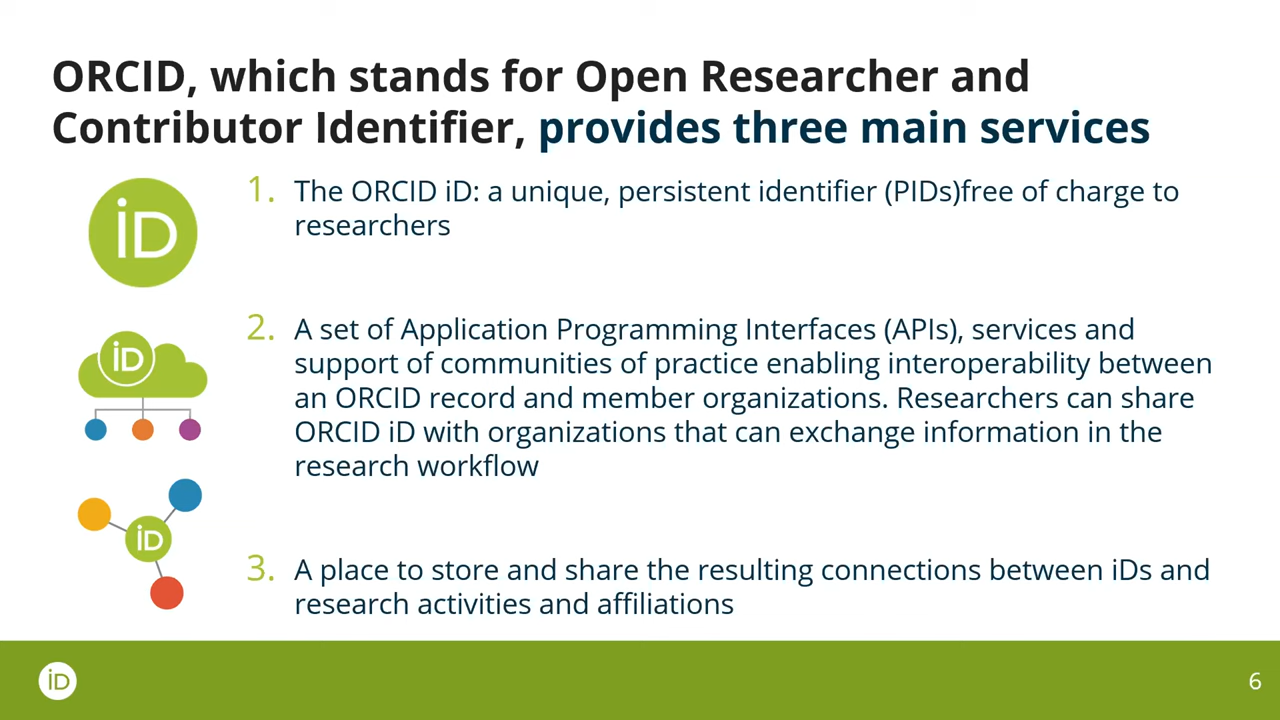 ORCID, which stands for Open Researcher and
Contributor Identifier, provides three main services
iD
1. The ORCID iD: a unique, persistent identifier (PIDs)free of charge to
researchers
iD
2. A set of Application Programming Interfaces (APIs), services and
support of communities of practice enabling interoperability between
an ORCID record and member organizations. Researchers can share
ORCID iD with organizations that can exchange information in the
research workflow
iD
3. A place to store and share the resulting connections between iDs and
research activities and affiliations
iD
6